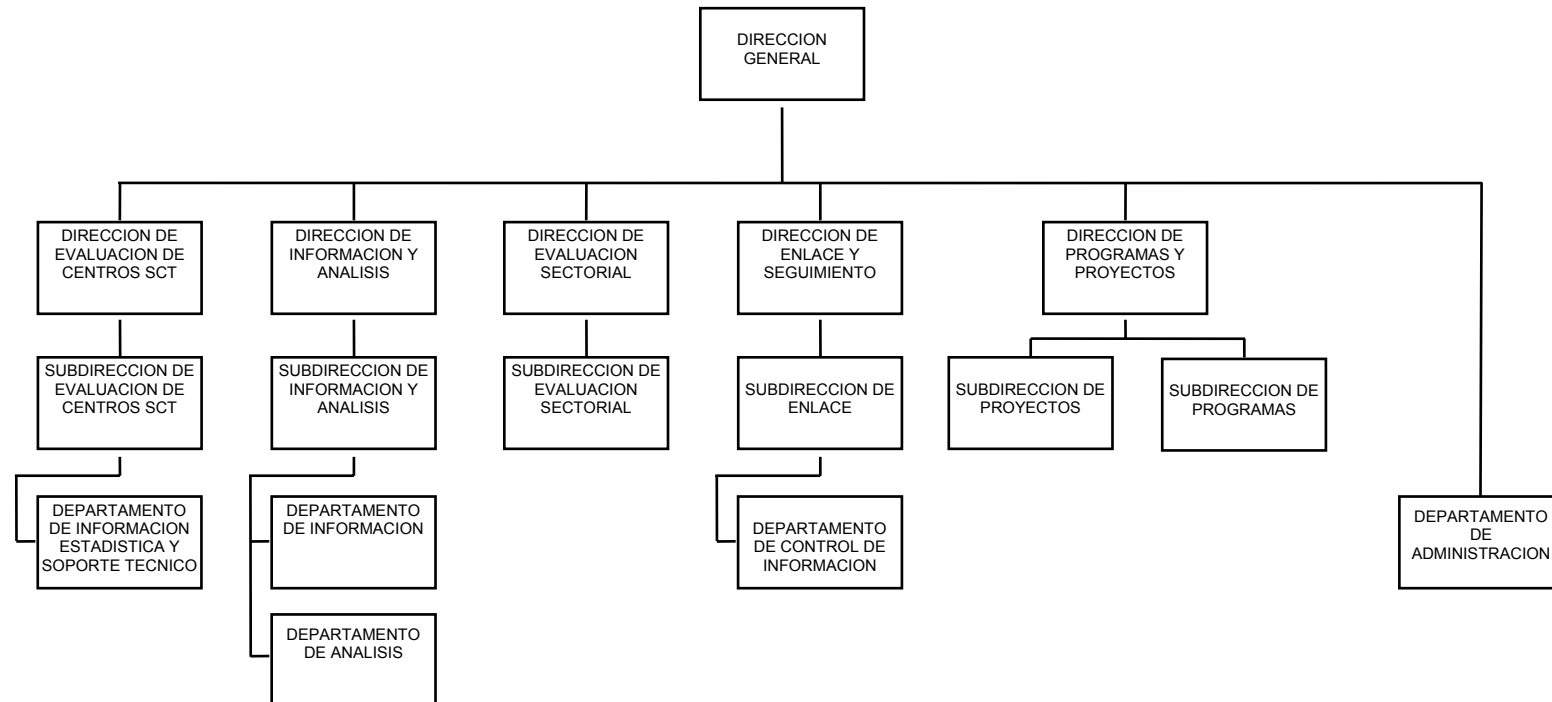 DIRECCION
GENERAL
DIRECCION DE
EVALUACION DE
CENTROS SCT
DIRECCION DE
INFORMACION Y
ANALISIS
DIRECCION DE
EVALUACION
SECTORIAL
DIRECCION DE
ENLACE Y
SEGUIMIENTO
DIRECCION DE
PROGRAMAS Y
PROYECTOS
SUBDIRECCION DE
EVALUACION DE
CENTROS SCT
SUBDIRECCION DE
INFORMACION Y
ANALISIS
SUBDIRECCION DE
EVALUACION
SECTORIAL
SUBDIRECCION DE
ENLACE
SUBDIRECCION DE
PROYECTOS
SUBDIRECCION DE
PROGRAMAS
DEPARTAMENTO
DE INFORMACION
ESTADISTICA Y
SOPORTE TECNICO
DEPARTAMENTO
DE INFORMACION
DEPARTAMENTO
DE CONTROL DE
INFORMACION
DEPARTAMENTO
DE
ADMINISTRACION
DEPARTAMENTO
DE ANALISIS